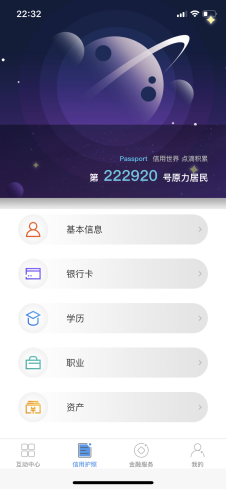 22:32
Passport 信用世界 点滴积累
第 222920 号原力居民
基本信息
银行卡
学历
职业
资产
互动中心 信用护照 金融服务 我的